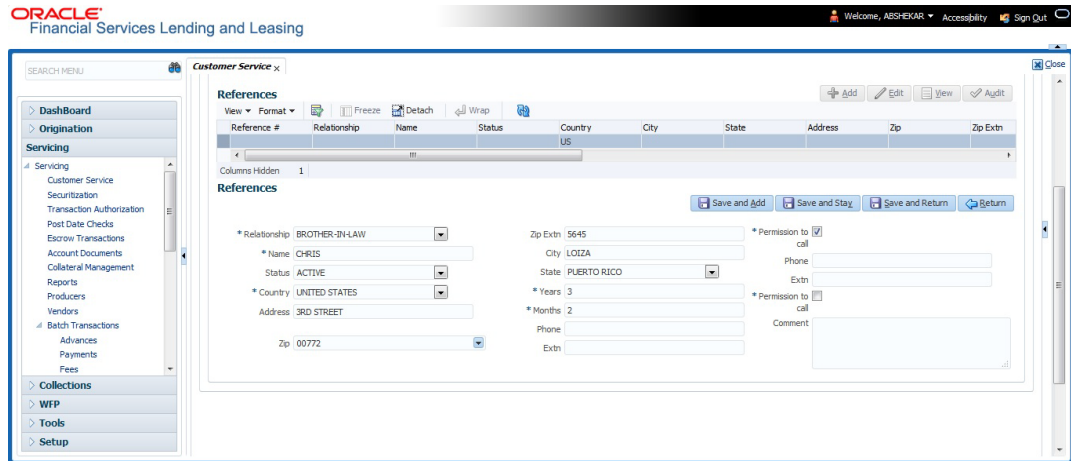 ORACLE
Financial Services Lending and Leasing
Welcome, ABSHEKAR Accessibility Sign Out
SEARCH MENU
Customer Service x
Close
DashBoard
Origination
Servicing
Servicing
Customer Service
Securitization
Transaction Authorization
Post Date Checks
Escrow Transactions
Account Documents
Collateral Management
Reports
Producers
Vendors
Batch Transactions
Advances
Payments
Fees
Collections
WFP
Tools
Setup
References
Add Edit View Audit
View Format Freeze Detach Wrap
Reference # Relationship Name Status Country City State Address Zip Zip Extn
US
Columns Hidden 1
References
Save and Add Save and Stay Save and Return Return
* Relationship BROTHER-IN-LAW
* Name CHRIS
Status ACTIVE
* Country UNITED STATES
Address 3RD STREET
Zip 00772
Zip Extn 5645
City LOIZA
State PUERTO RICO
* Years 3
* Months 2
Phone
Extn
* Permission to call
Phone
Extn
* Permission to call
Comment